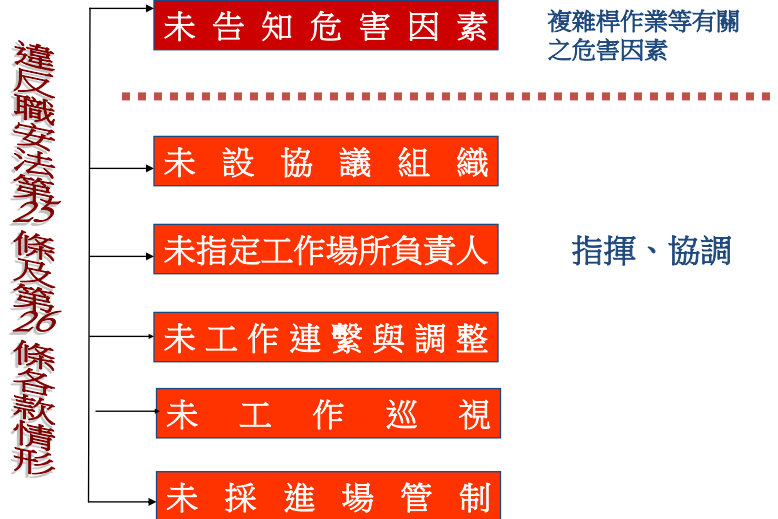 違反職安法第25條及第26條各款情形
未告知危害因素
複雜桿作業等有關
之危害因素
未設協議組織
未指定工作場所負責人
指揮、協調
未工作連繫與調整
未工作巡視
未採進場管制